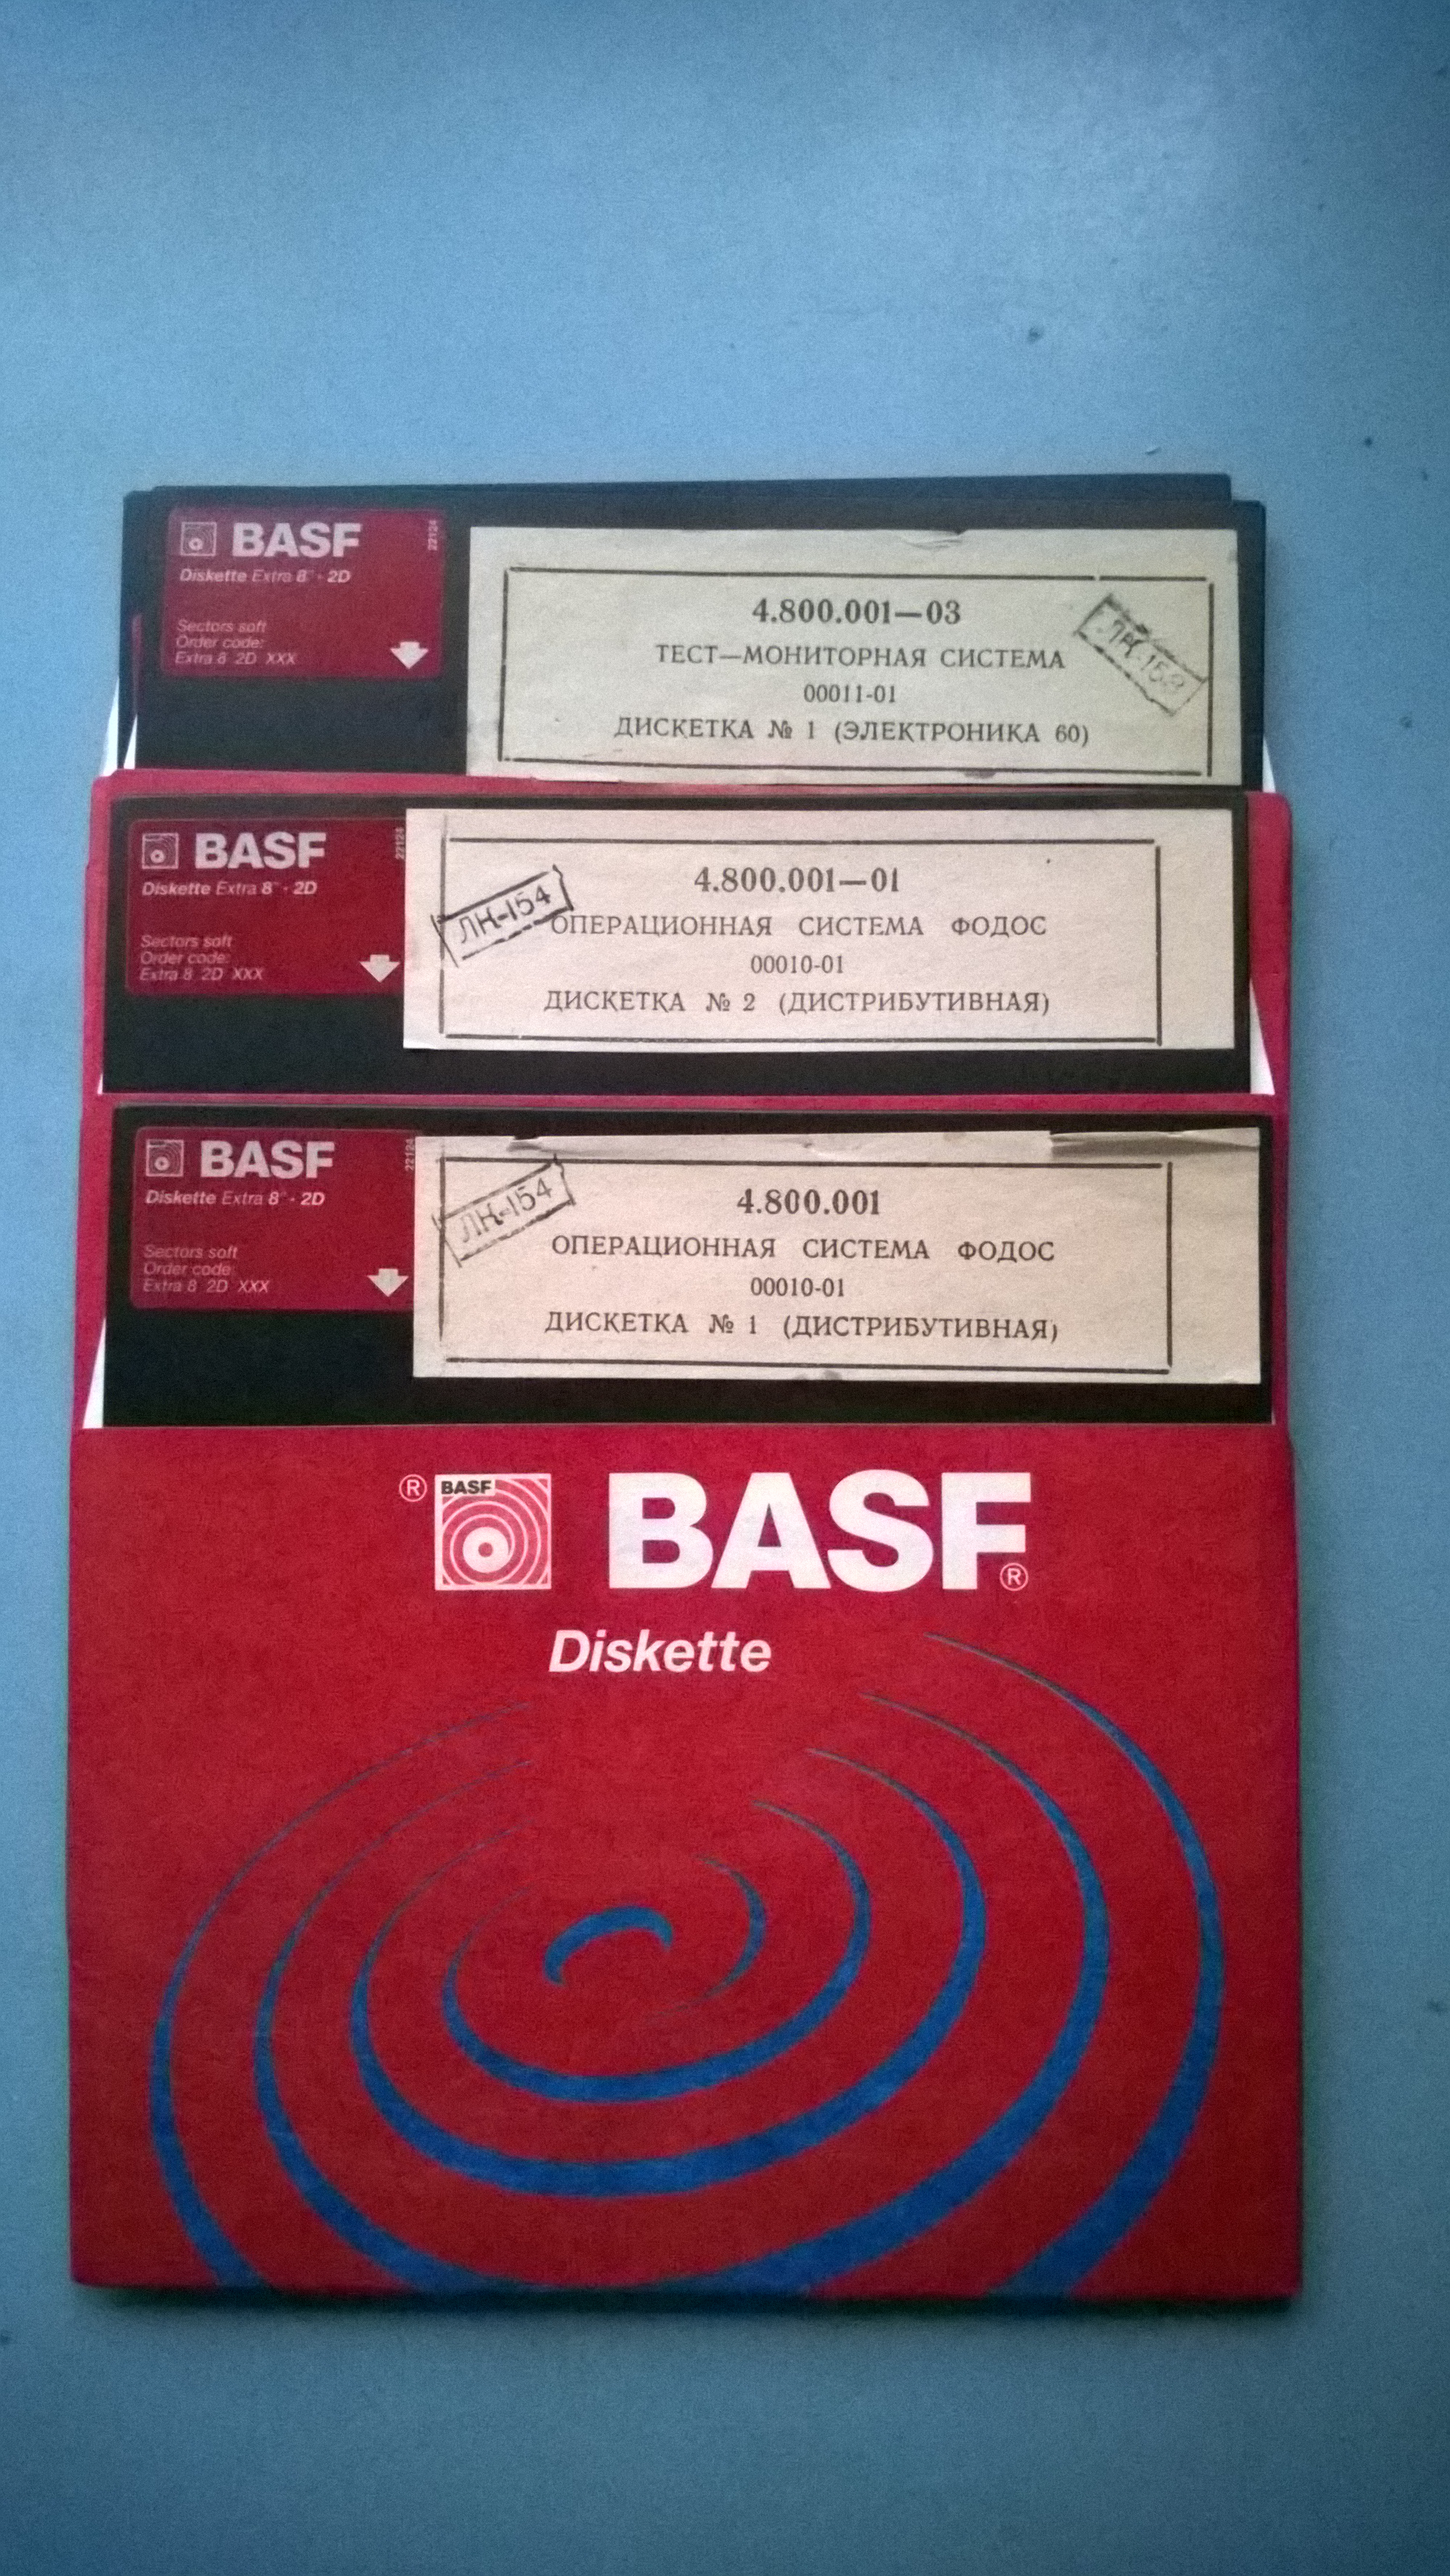 BASF
22124
Diskette Extra 8" · 2D
Sectors soft
Order code:
Extra 8 2D XXX
4.800.001—03
ТЕСТ—МОНИТОРНАЯ СИСТЕМА
00011-01
ДИСКЕТКА № 1 (ЭЛЕКТРОНИКА 60)
BASF
22124
Diskette Extra 8" · 2D
Sectors soft
Order code:
Extra 8 2D XXX
ЛН-154
4.800.001—01
ОПЕРАЦИОННАЯ СИСТЕМА ФОДОС
00010-01
ДИСКЕТКА № 2 (ДИСТРИБУТИВНАЯ)
BASF
22124
Diskette Extra 8" · 2D
Sectors soft
Order code:
Extra 8 2D XXX
ЛН-154
4.800.001
ОПЕРАЦИОННАЯ СИСТЕМА ФОДОС
00010-01
ДИСКЕТКА № 1 (ДИСТРИБУТИВНАЯ)
® BASF BASF ®
Diskette